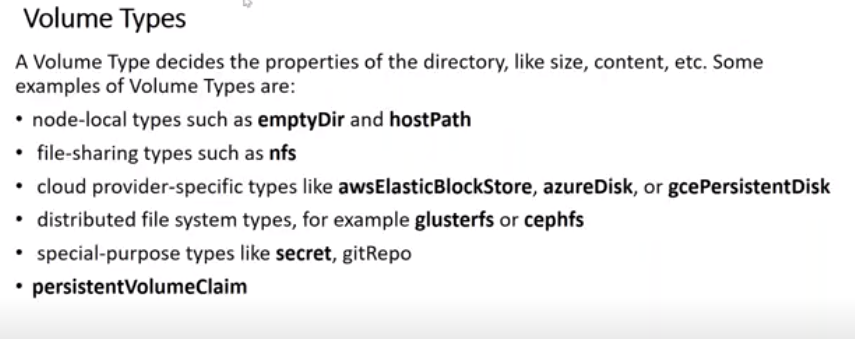 Volume Types
A Volume Type decides the properties of the directory, like size, content, etc. Some
examples of Volume Types are:
• node-local types such as emptyDir and hostPath
• file-sharing types such as nfs
• cloud provider-specific types like awsElasticBlockStore, azureDisk, or gcePersistentDisk
• distributed file system types, for example glusterfs or cephfs
• special-purpose types like secret, gitRepo
• persistentVolumeClaim